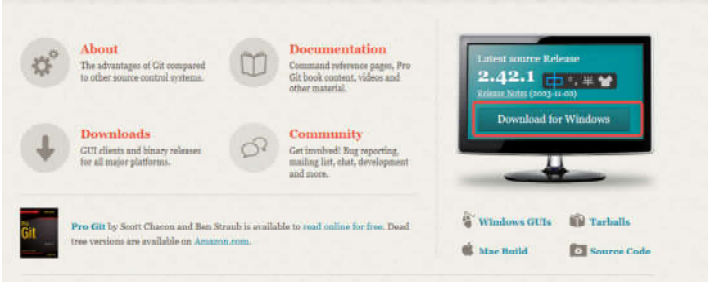 About
The advantages of Git compared
to other source control systems.
Documentation
Command reference pages, Pro
Git book content, videos and
other material.
Downloads
GUI clients and binary releases
for all major platforms.
Community
Get involved! Bug reporting,
mailing list, chat, development
and more.
Pro Git by Scott Chacon and Ben Straub is available to read online for free. Dead
tree versions are available on Amazon.com.
Git
Latest source Release
2.42.1
中 °, 半
Release Notes (2023-11-02)
Download for Windows
Windows GUIs
Tarballs
Mac Build
Source Code